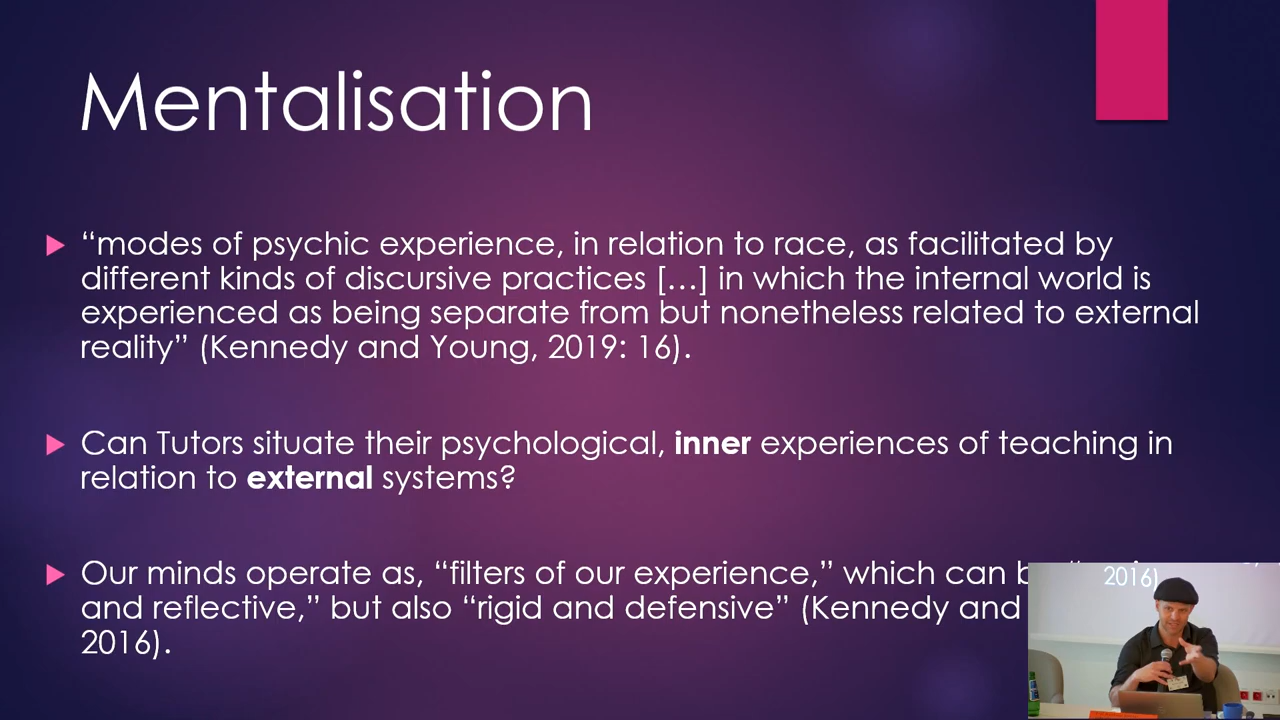 Mentalisation
“modes of psychic experience, in relation to race, as facilitated by
different kinds of discursive practices […] in which the internal world is
experienced as being separate from but nonetheless related to external
reality” (Kennedy and Young, 2019: 16).
Can Tutors situate their psychological, inner experiences of teaching in
relation to external systems?
Our minds operate as, “filters of our experience,” which can
and reflective,” but also “rigid and defensive” (Kennedy and
2016).
2016)